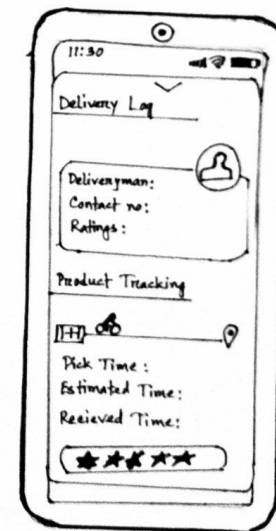 11:30
Delivery Log
Deliveryman:
Contact no:
Ratings:
Product Tracking
Pick Time:
Estimated Time:
Recieved Time: